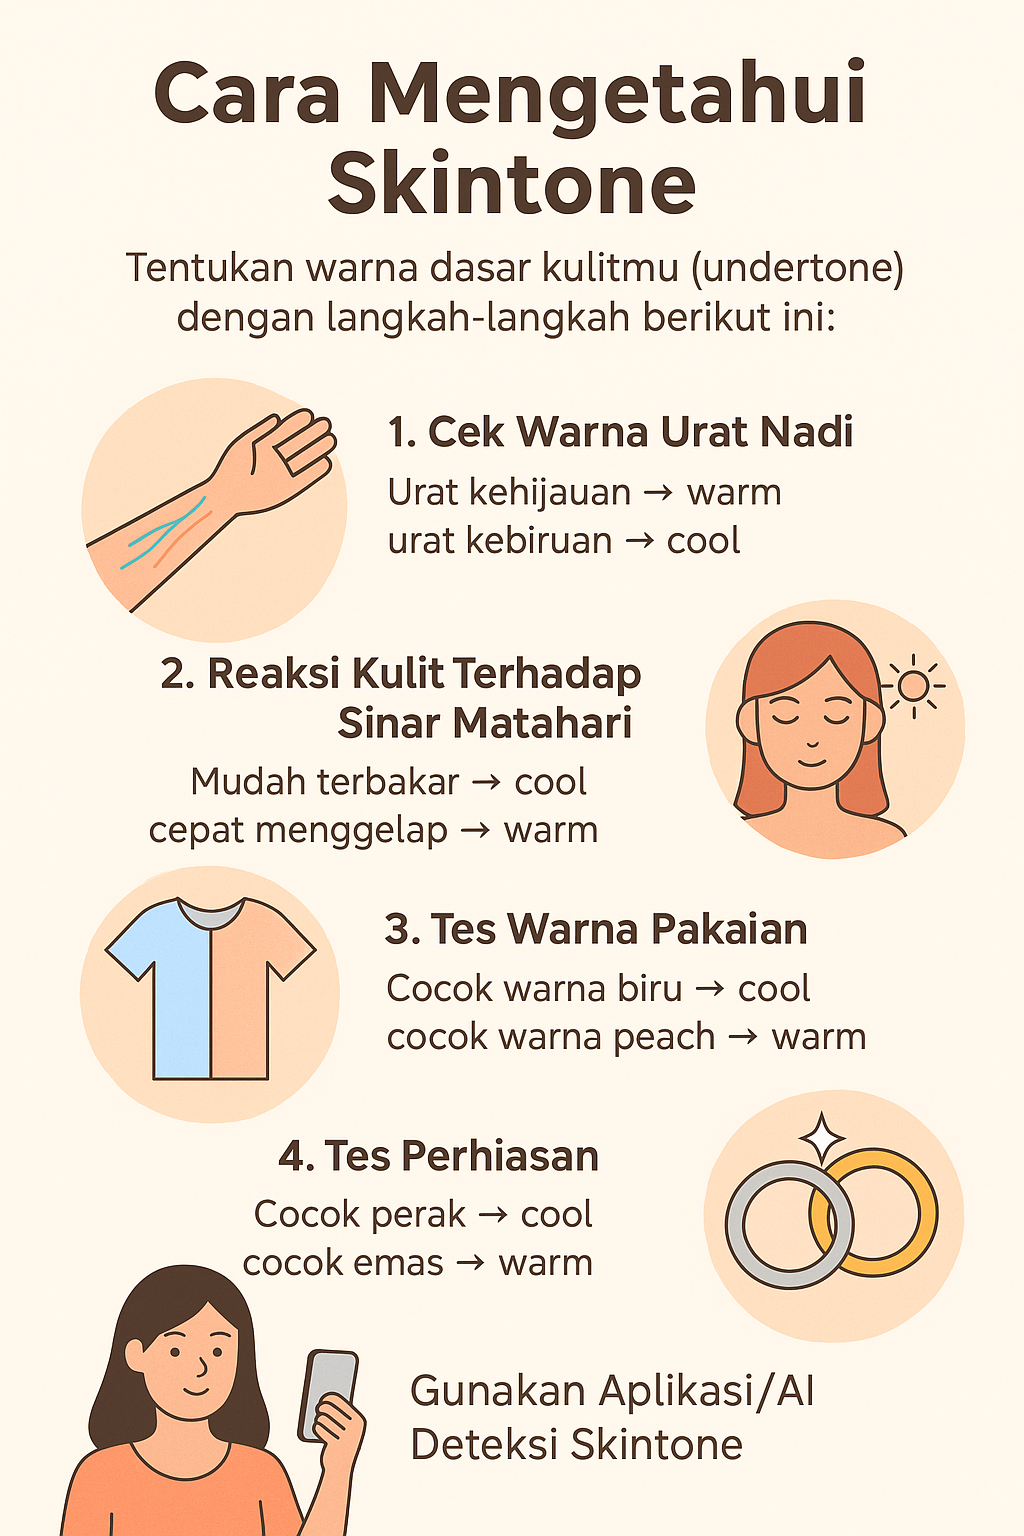 Cara Mengetahui
Skintone
Tentukan warna dasar kulitmu (undertone)
dengan langkah-langkah berikut ini:
1. Cek Warna Urat Nadi
Urat kehijauan → warm
urat kebiruan → cool
2. Reaksi Kulit Terhadap
Sinar Matahari
Mudah terbakar → cool
cepat menggelap → warm
3. Tes Warna Pakaian
Cocok warna biru → cool
cocok warna peach → warm
4. Tes Perhiasan
Cocok perak → cool
cocok emas → warm
Gunakan Aplikasi/AI
Deteksi Skintone